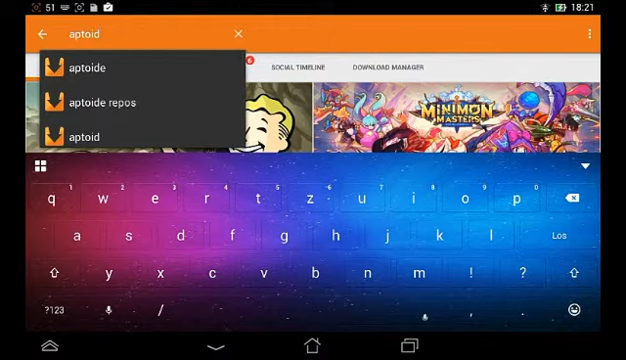 51 18:21
aptoid
aptoide
aptoide repos
aptoid
6
SOCIAL TIMELINE DOWNLOAD MANAGER
MINIMON
MASTERS
1 2 3 4 5 6 7 8 9 0
q w e r t z u i o p
a s d f g h j k l Los
y x c v b n m ! ?
?123 /